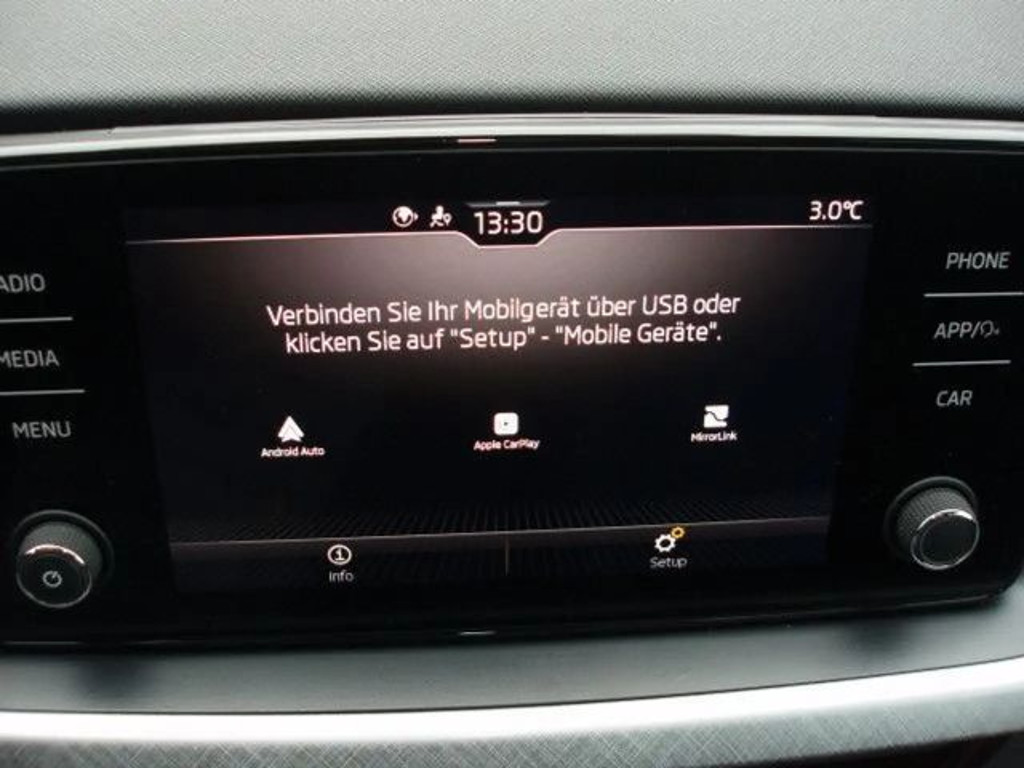 13:30
3.0°C
ADIO
MEDIA
MENU
PHONE
APP/
CAR
Verbinden Sie Ihr Mobilgerät über USB oder
klicken Sie auf "Setup" - "Mobile Geräte".
Android Auto
Apple CarPlay
MirrorLink
Info
Setup